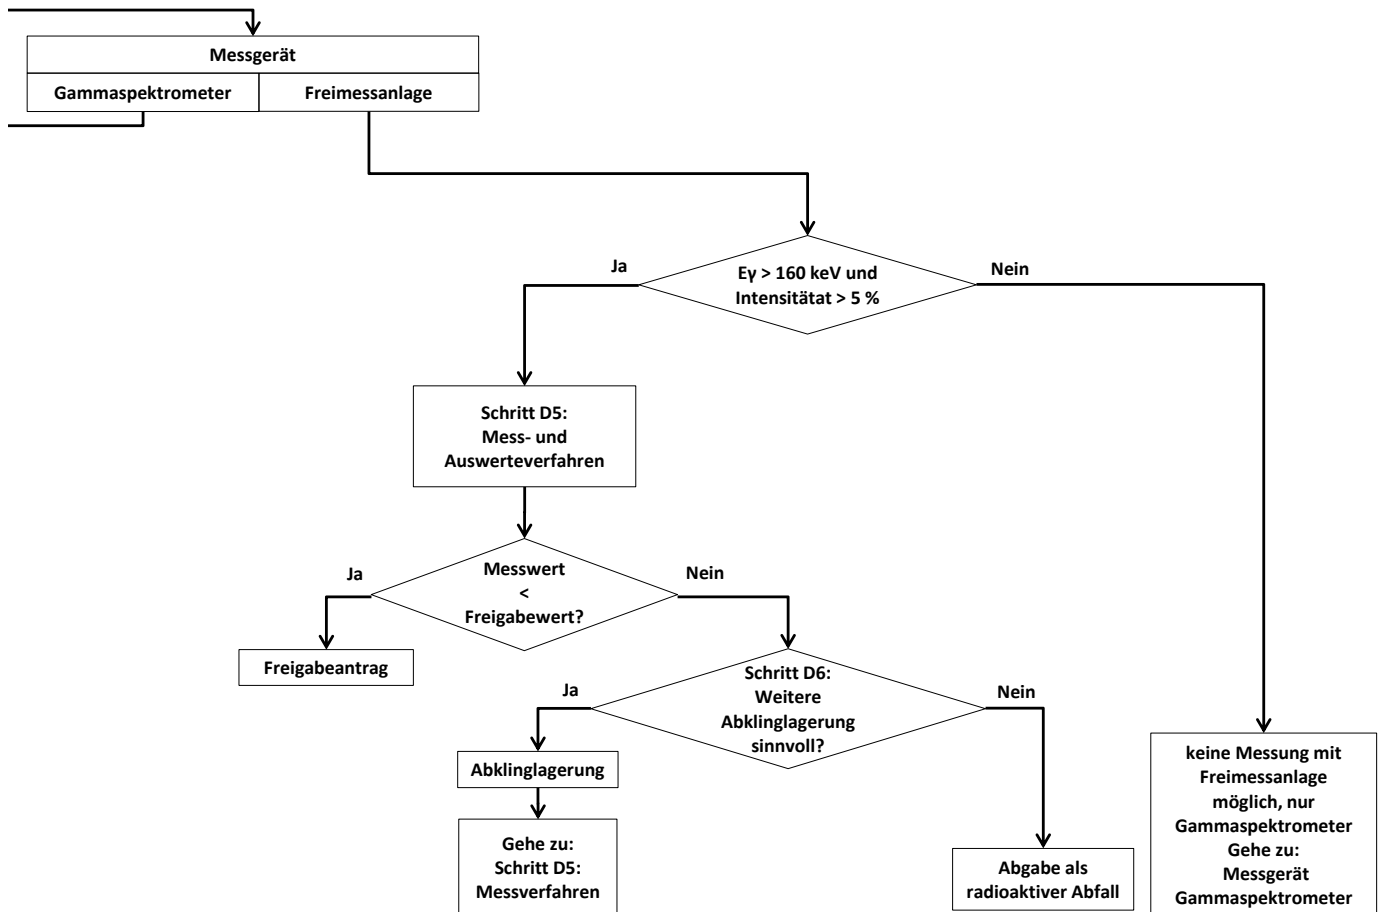 Messgerät
Gammaspektrometer
Freimessanlage
Eγ > 160 keV und
Intensitätat > 5 %
Ja
Nein
Schritt D5:
Mess- und
Auswerteverfahren
Messwert
<
Freigabewert?
Ja
Nein
Freigabeantrag
Schritt D6:
Weitere
Abklinglagerung
sinnvoll?
Ja
Nein
Abklinglagerung
Gehe zu:
Schritt D5:
Messverfahren
Abgabe als
radioaktiver Abfall
keine Messung mit
Freimessanlage
möglich, nur
Gammaspektrometer
Gehe zu:
Messgerät
Gammaspektrometer